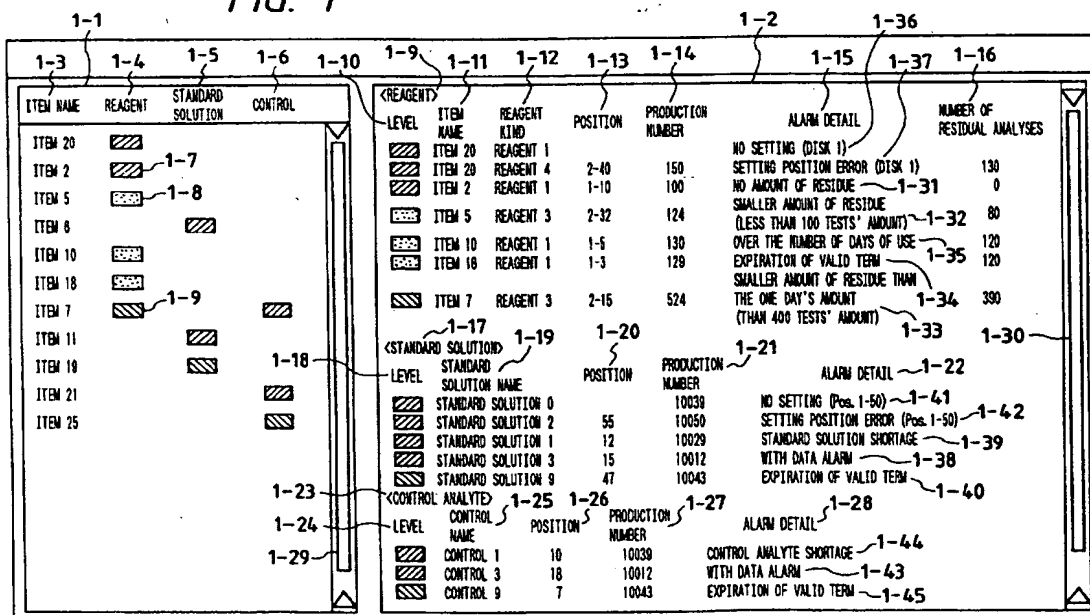 FIG. 1
1-1 1-2 1-36
1-3 1-4 1-5 1-6 1-10 1-9 1-11 1-12 1-13 1-14 1-15 1-37 1-16
ITEM NAME REAGENT STANDARD SOLUTION CONTROL
ITEM 20
ITEM 2 1-7
ITEM 5 1-8
ITEM 6
ITEM 10
ITEM 18
ITEM 7 1-9
ITEM 11
ITEM 19
ITEM 21
ITEM 25
1-29
<REAGENT>
LEVEL ITEM NAME REAGENT KIND POSITION PRODUCTION NUMBER ALARM DETAIL NUMBER OF RESIDUAL ANALYSES
ITEM 20 REAGENT 1 NO SETTING (DISK 1)
ITEM 20 REAGENT 4 2-40 150 SETTING POSITION ERROR (DISK 1) 130
ITEM 2 REAGENT 1 1-10 100 NO AMOUNT OF RESIDUE 1-31 0
ITEM 5 REAGENT 3 2-32 124 SMALLER AMOUNT OF RESIDUE (LESS THAN 100 TESTS' AMOUNT) 1-32 80
ITEM 10 REAGENT 1 1-5 130 OVER THE NUMBER OF DAYS OF USE 1-35 120
ITEM 18 REAGENT 1 1-3 129 EXPIRATION OF VALID TERM 1-34 120
ITEM 7 REAGENT 3 2-15 524 SMALLER AMOUNT OF RESIDUE THAN THE ONE DAY'S AMOUNT (THAN 400 TESTS' AMOUNT) 1-33 390
1-30
1-17 1-18 1-19 1-20 1-21
<STANDARD SOLUTION>
LEVEL STANDARD SOLUTION NAME POSITION PRODUCTION NUMBER ALARM DETAIL 1-22
STANDARD SOLUTION 0 10039 NO SETTING (Pos. 1-50) 1-41
STANDARD SOLUTION 2 55 10050 SETTING POSITION ERROR (Pos. 1-50) 1-42
STANDARD SOLUTION 1 12 10029 STANDARD SOLUTION SHORTAGE 1-39
STANDARD SOLUTION 3 15 10012 WITH DATA ALARM 1-38
STANDARD SOLUTION 9 47 10043 EXPIRATION OF VALID TERM 1-40
1-23 <CONTROL ANALYTE> 1-25 1-26 1-27 1-28
1-24 LEVEL CONTROL NAME POSITION PRODUCTION NUMBER ALARM DETAIL
CONTROL 1 10 10039 CONTROL ANALYTE SHORTAGE 1-44
CONTROL 3 18 10012 WITH DATA ALARM 1-43
CONTROL 9 7 10043 EXPIRATION OF VALID TERM 1-45